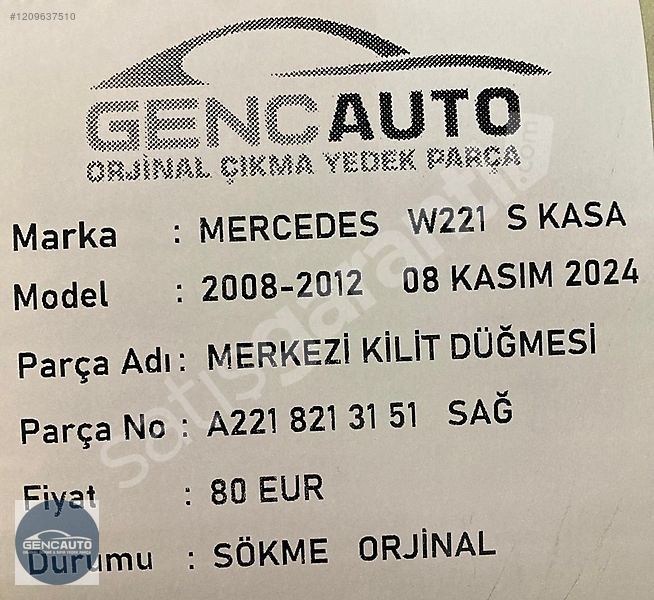 #1209637510
GENCAUTO
ORJİNAL ÇIKMA YEDEK PARÇA
Marka : MERCEDES W221 S KASA
Model : 2008-2012 08 KASIM 2024
Parça Adı : MERKEZİ KİLİT DÜĞMESİ
Parça No : A221 821 31 51 SAĞ
Fiyat : 80 EUR
Durumu : SÖKME ORJİNAL
satışgaranti.com
GENCAUTO